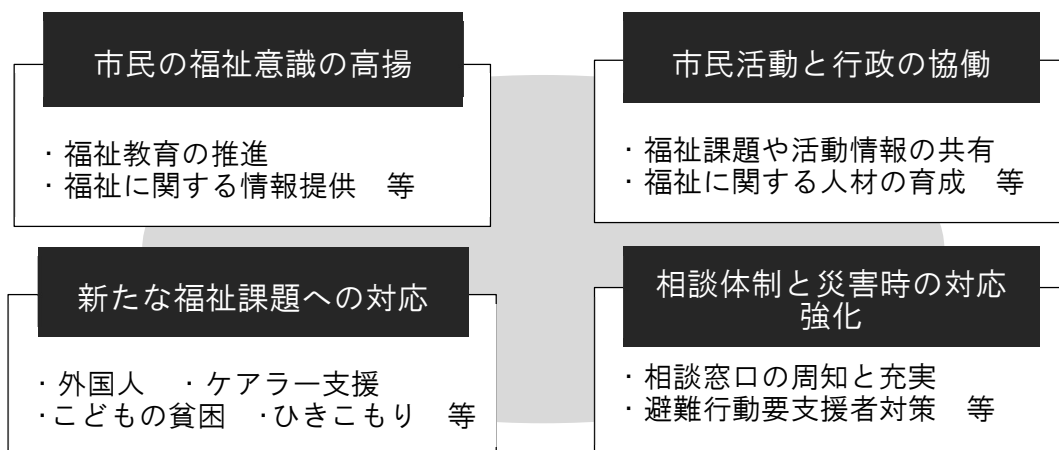 市民の福祉意識の高揚
・福祉教育の推進
・福祉に関する情報提供　等
市民活動と行政の協働
・福祉課題や活動情報の共有
・福祉に関する人材の育成　等
新たな福祉課題への対応
・外国人　・ケアラー支援
・こどもの貧困　・ひきこもり　等
相談体制と災害時の対応
強化
・相談窓口の周知と充実
・避難行動要支援者対策　等